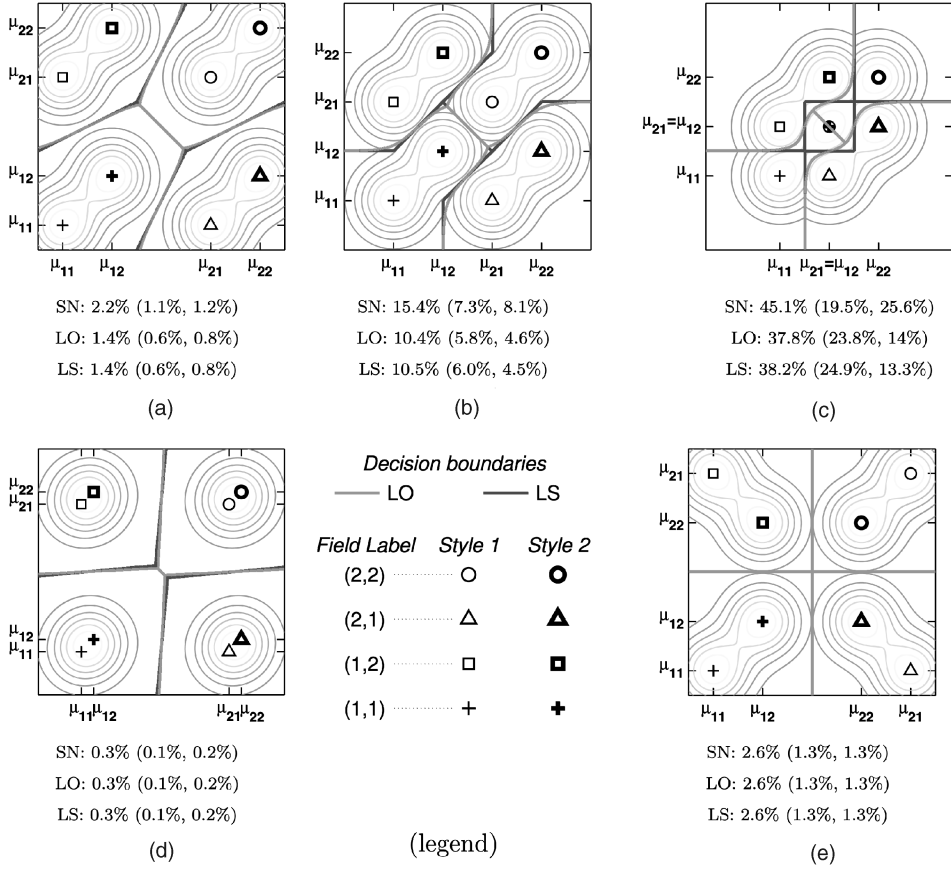 μ22
μ21
μ12
μ11
μ11 μ12 μ21 μ22
SN: 2.2% (1.1%, 1.2%)
LO: 1.4% (0.6%, 0.8%)
LS: 1.4% (0.6%, 0.8%)
(a)
μ22
μ21
μ12
μ11
μ11 μ12 μ21 μ22
SN: 15.4% (7.3%, 8.1%)
LO: 10.4% (5.8%, 4.6%)
LS: 10.5% (6.0%, 4.5%)
(b)
μ22
μ21=μ12
μ11
μ11 μ21=μ12 μ22
SN: 45.1% (19.5%, 25.6%)
LO: 37.8% (23.8%, 14%)
LS: 38.2% (24.9%, 13.3%)
(c)
μ22
μ21
μ12
μ11
μ11 μ12 μ21 μ22
SN: 0.3% (0.1%, 0.2%)
LO: 0.3% (0.1%, 0.2%)
LS: 0.3% (0.1%, 0.2%)
(d)
Decision boundaries
LO LS
Field Label Style 1 Style 2
(2,2)
(2,1)
(1,2)
(1,1)
(legend)
μ21
μ22
μ12
μ11
μ11 μ12 μ22 μ21
SN: 2.6% (1.3%, 1.3%)
LO: 2.6% (1.3%, 1.3%)
LS: 2.6% (1.3%, 1.3%)
(e)